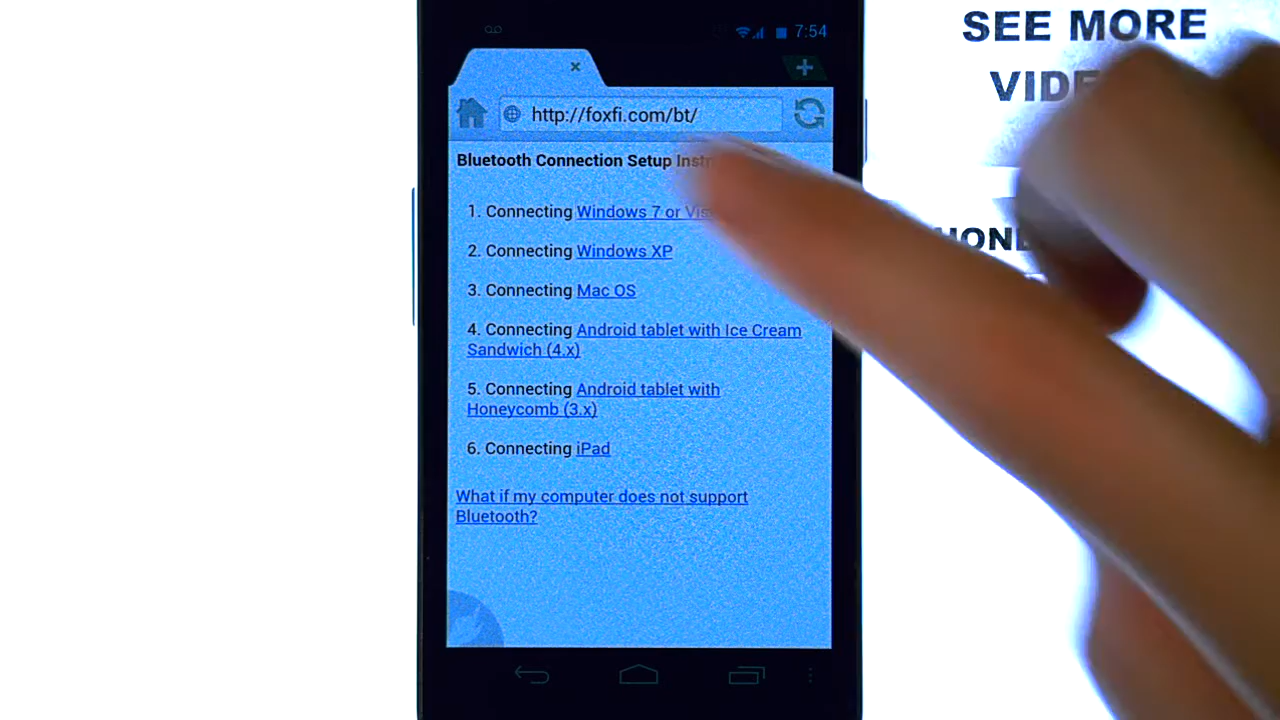 SEE MORE
7:54
http://foxfi.com/bt/
Bluetooth Connection Setup
1. Connecting Windows 7 or
2. Connecting Windows XP
3. Connecting Mac OS
4. Connecting Android tablet with Ice Cream
Sandwich (4.x)
5. Connecting Android tablet with
Honeycomb (3.x)
6. Connecting iPad
What if my computer does not support
Bluetooth?